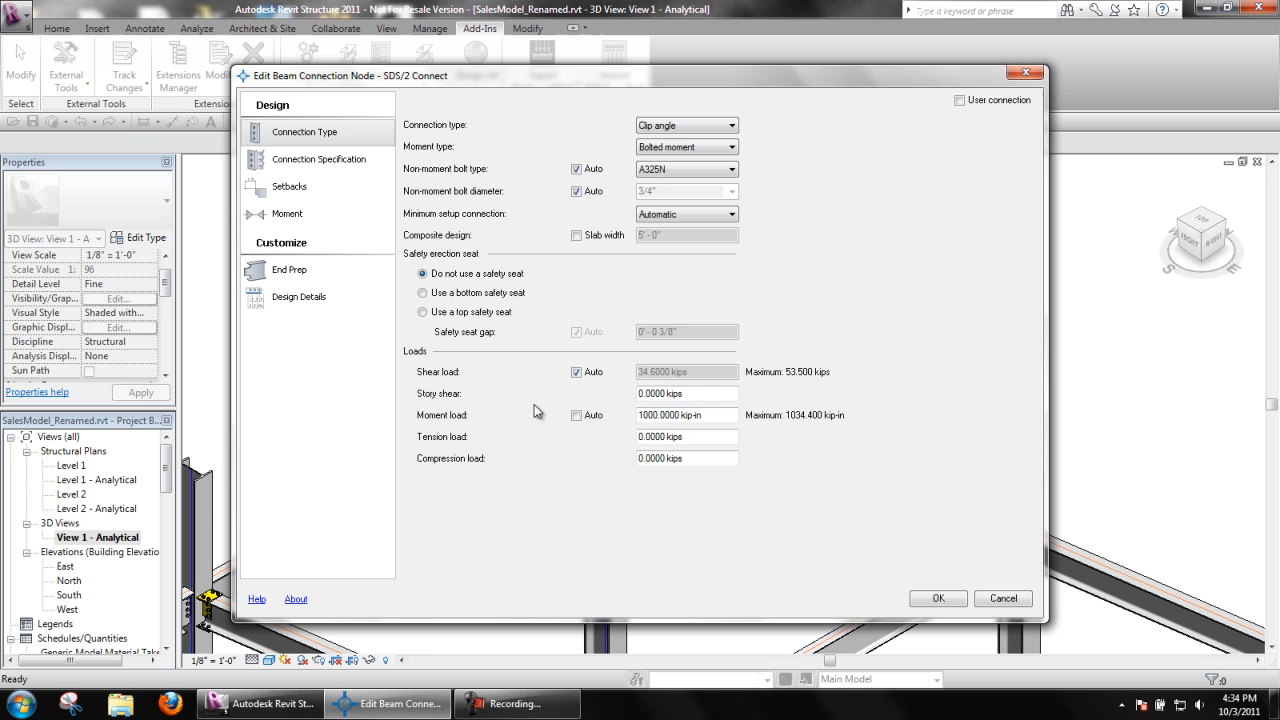 Autodesk Revit Structure 2011 - Not For Resale Version - [SalesModel_Renamed.rvt - 3D View: View 1 - Analytical]
Type a keyword or phrase
Home Insert Annotate Analyze Architect & Site Collaborate View Manage Add-Ins Modify
Modify External Tools Track Changes Extensions Manager
Select External Tools
Edit Beam Connection Node - SDS/2 Connect
Design
Connection Type
Connection Specification
Setbacks
Moment
Customize
End Prep
Design Details
Help About
User connection
Connection type: Clip angle
Moment type: Bolted moment
Non-moment bolt type: Auto A325N
Non-moment bolt diameter: Auto 3/4"
Minimum setup connection: Automatic
Composite design: Slab width 5' - 0"
Safety erection seat
Do not use a safety seat
Use a bottom safety seat
Use a top safety seat
Safety seat gap: Auto 0' - 0 3/8"
Loads
Shear load: Auto 34.6000 kips Maximum: 53.500 kips
Story shear: 0.0000 kips
Moment load: Auto 1000.0000 kip-in Maximum: 1034.400 kip-in
Tension load: 0.0000 kips
Compression load: 0.0000 kips
OK Cancel
Properties
3D View: View 1 - A Edit Type
View Scale 1/8" = 1'-0"
Scale Value 1: 96
Detail Level Fine
Visibility/Grap... Edit...
Visual Style Shaded with...
Graphic Displ... Edit...
Discipline Structural
Analysis Displ... None
Sun Path
Properties help Apply
SalesModel_Renamed.rvt - Project B...
Views (all)
Structural Plans
Level 1
Level 1 - Analytical
Level 2
Level 2 - Analytical
3D Views
View 1 - Analytical
Elevations (Building Elevatio
East
North
South
West
Legends
Schedules/Quantities
Generic Model Material Take
TOP
FRONT RIGHT
1/8" = 1'-0"
Ready
Main Model
:0
Autodesk Revit St... Edit Beam Conne... Recording...
4:34 PM
10/3/2011